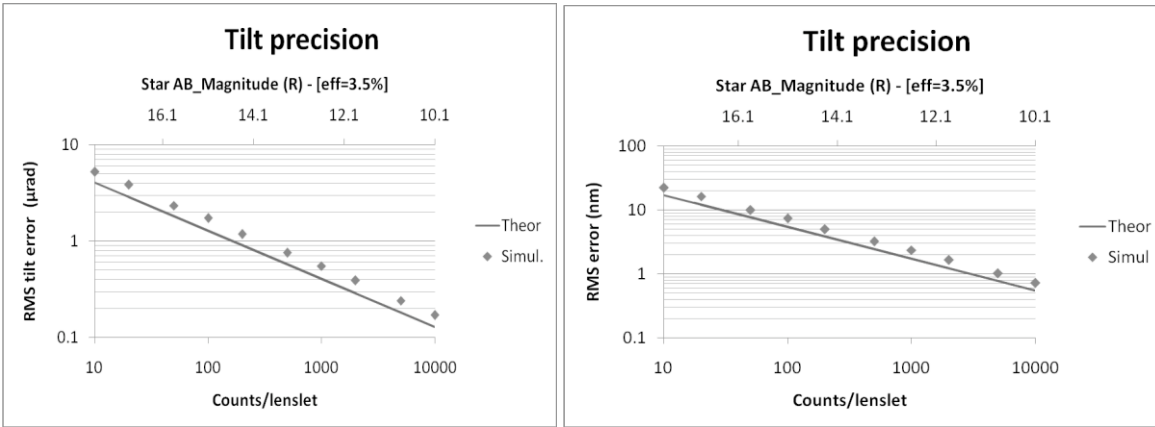 Tilt precision
Star AB_Magnitude (R) - [eff=3.5%]
16.1 14.1 12.1 10.1
10
1
0.1
RMS tilt error (µrad)
10 100 1000 10000
Counts/lenslet
Theor
Simul.
Tilt precision
Star AB_Magnitude (R) - [eff=3.5%]
16.1 14.1 12.1 10.1
100
10
1
0.1
RMS error (nm)
10 100 1000 10000
Counts/lenslet
Theor
Simul